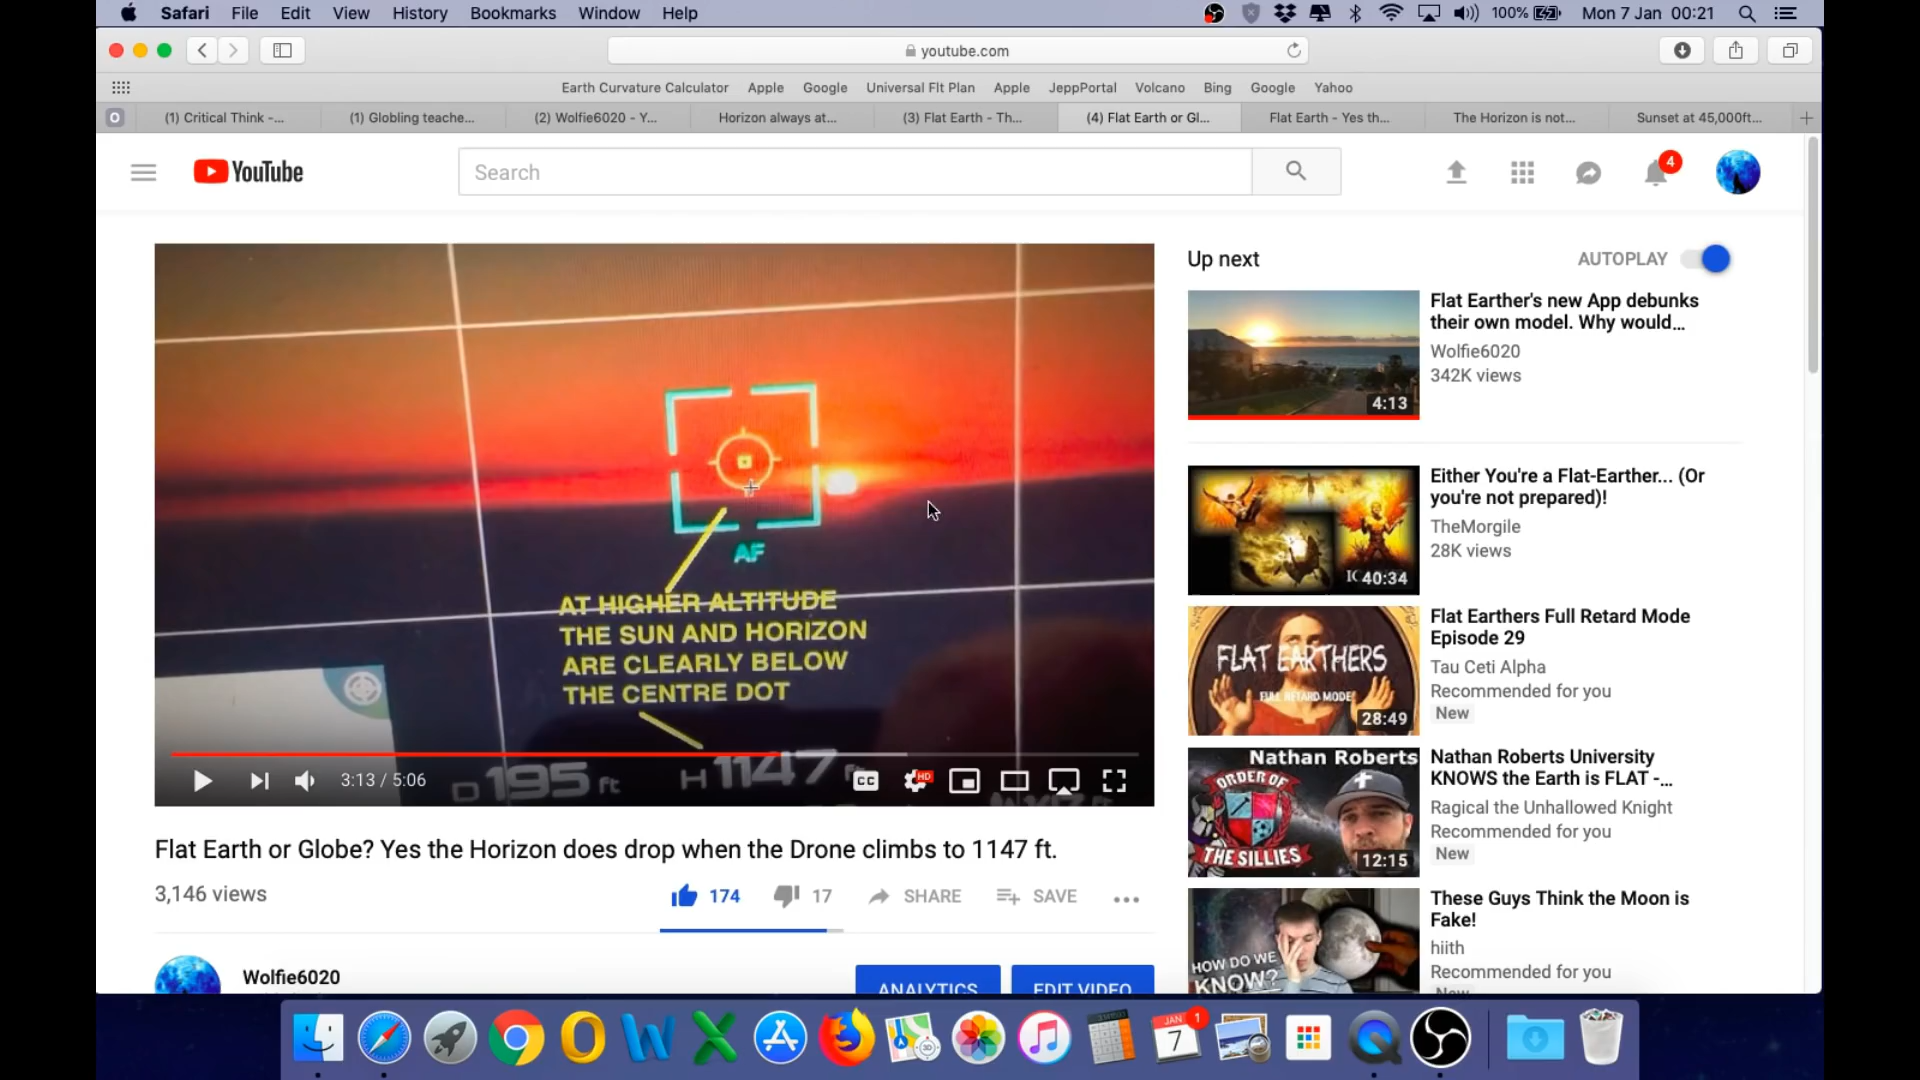 Safari File Edit View History Bookmarks Window Help 100% Mon 7 Jan 00:21
youtube.com
Earth Curvature Calculator Apple Google Universal Flt Plan Apple JeppPortal Volcano Bing Google Yahoo
(1) Critical Think -... (1) Globling teache... (2) Wolfie6020 - Y... Horizon always at... (3) Flat Earth - Th... (4) Flat Earth or Gl... Flat Earth - Yes th... The Horizon is not... Sunset at 45,000ft...
YouTube Search 4
AF
AT HIGHER ALTITUDE
THE SUN AND HORIZON
ARE CLEARLY BELOW
THE CENTRE DOT
D 195 ft H 1147 ft
3:13 / 5:06 CC HD
Flat Earth or Globe? Yes the Horizon does drop when the Drone climbs to 1147 ft.
3,146 views 174 17 SHARE SAVE
Wolfie6020 ANALYTICS EDIT VIDEO
Up next AUTOPLAY
4:13
Flat Earther's new App debunks
their own model. Why would...
Wolfie6020
342K views
40:34
Either You're a Flat-Earther... (Or
you're not prepared)!
TheMorgile
28K views
FLAT EARTHERS
FULL RETARD MODE
28:49
Flat Earthers Full Retard Mode
Episode 29
Tau Ceti Alpha
Recommended for you
New
Nathan Roberts
ORDER OF
THE SILLIES
12:15
Nathan Roberts University
KNOWS the Earth is FLAT -...
Ragical the Unhallowed Knight
Recommended for you
New
HOW DO WE
KNOW?
These Guys Think the Moon is
Fake!
hiith
Recommended for you
New
JAN
7
1